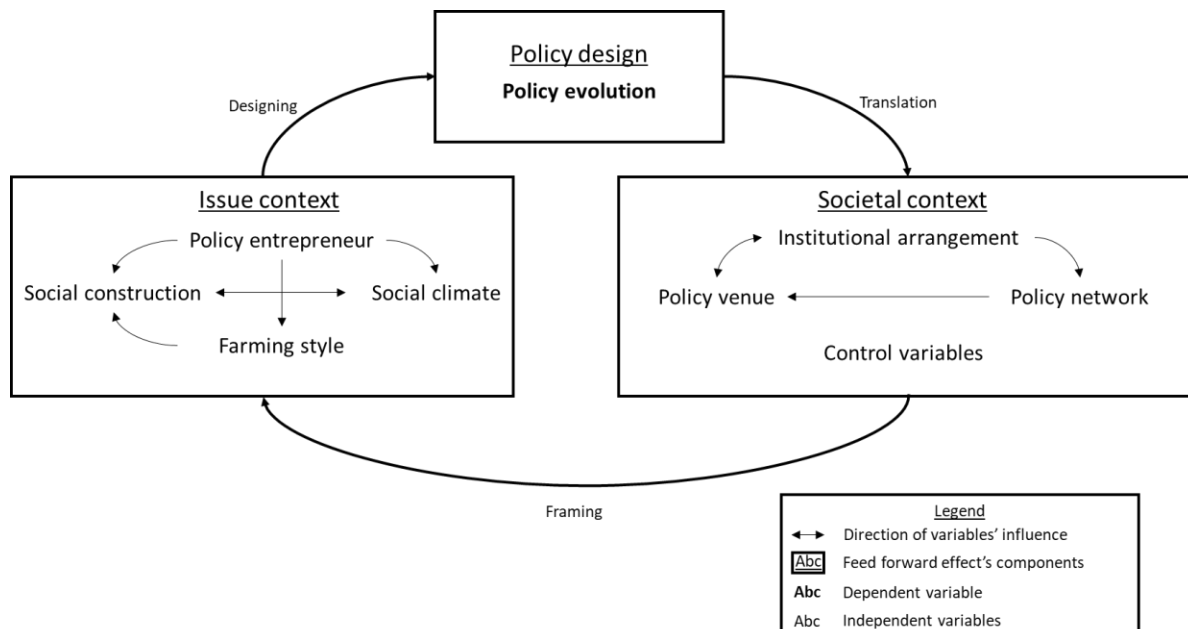 Policy design
Policy evolution
Designing
Translation
Issue context
Policy entrepreneur
Social construction
Social climate
Farming style
Societal context
Institutional arrangement
Policy venue
Policy network
Control variables
Framing
Legend
Direction of variables' influence
Abc Feed forward effect's components
Abc Dependent variable
Abc Independent variables